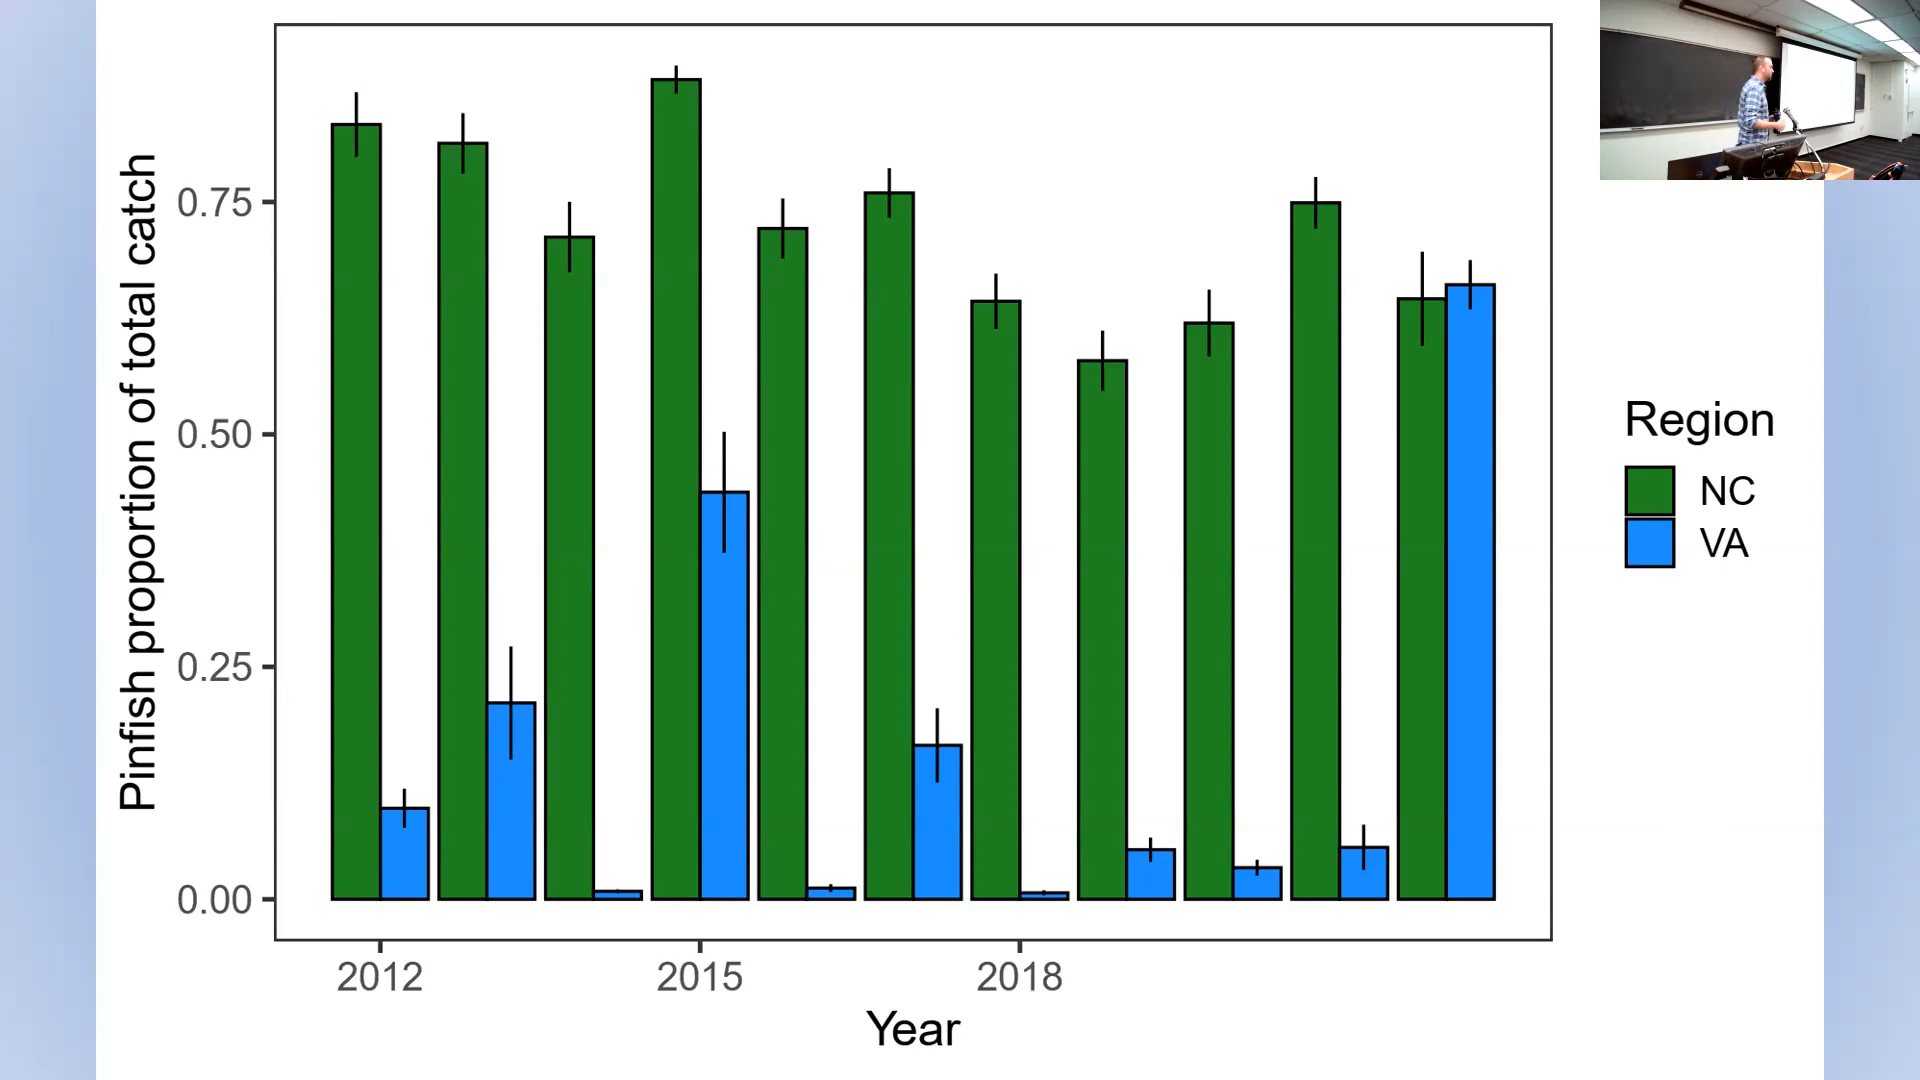 Pinfish proportion of total catch
0.75
0.50
0.25
0.00
2012 2015 2018
Year
Region
NC
VA